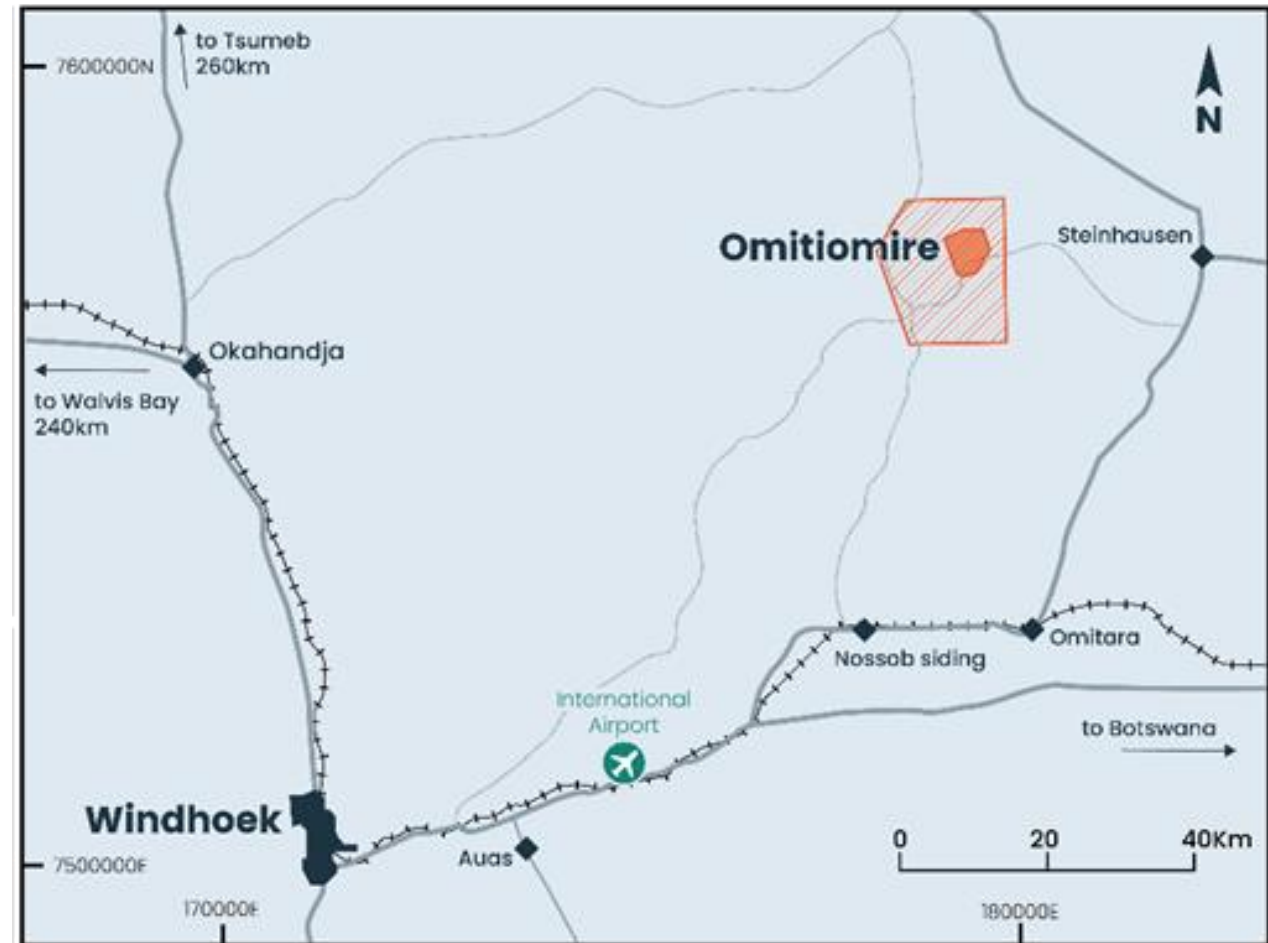 to Tsumeb
260km
7600000N
N
Omitiomire
Steinhausen
Okahandja
to Walvis Bay
240km
Nossob siding
Omitara
International
Airport
to Botswana
Windhoek
Auas
0 20 40Km
7500000E
170000E
180000E